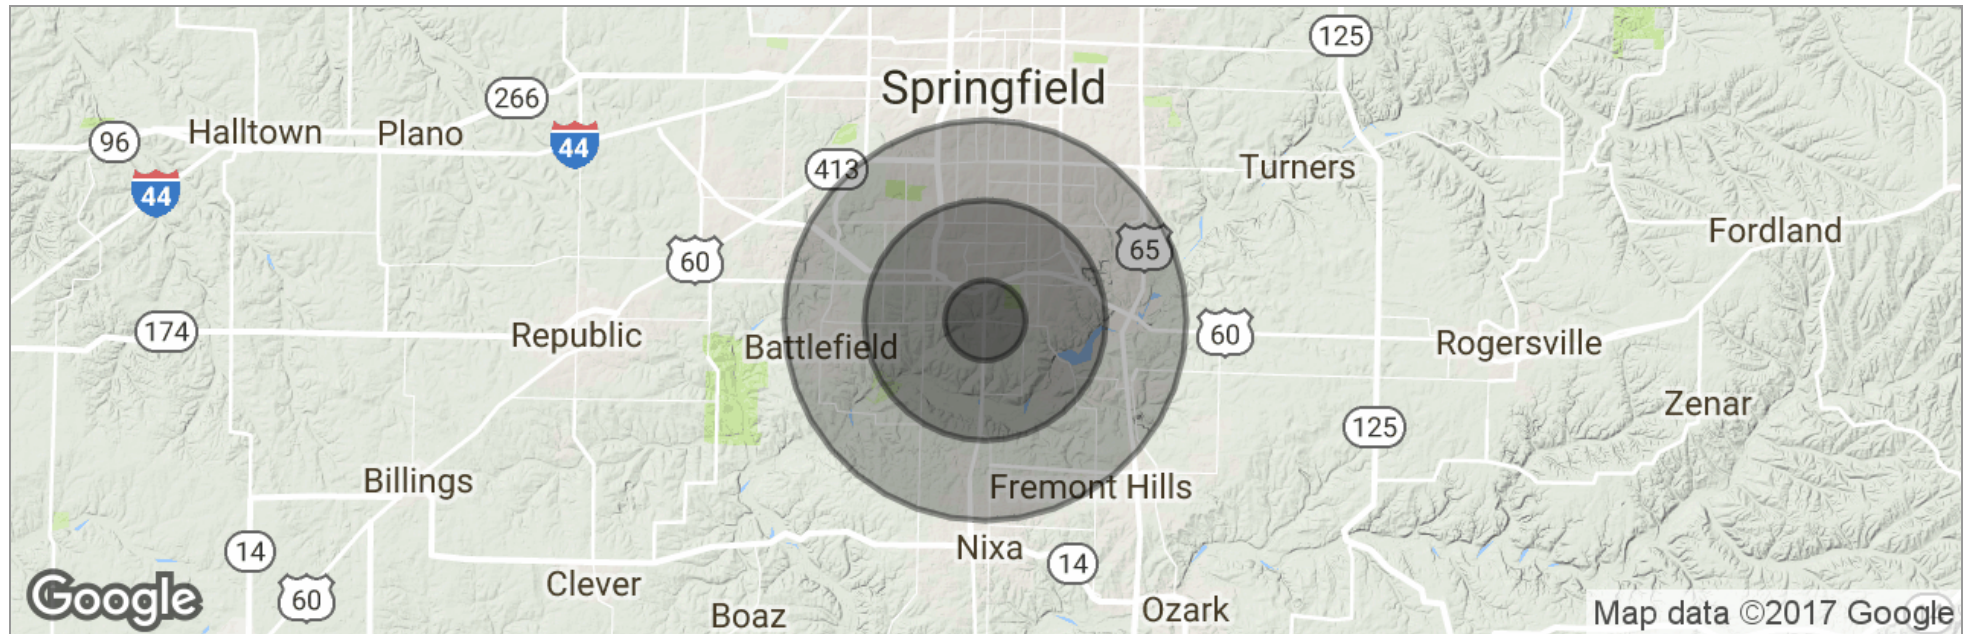 125
Springfield
266
96
Halltown
Plano
44
413
Turners
44
Fordland
60
65
174
Republic
Battlefield
60
Rogersville
Zenar
125
Billings
Fremont Hills
14
Nixa
14
Clever
60
Google
Boaz
Ozark
Map data ©2017 Google